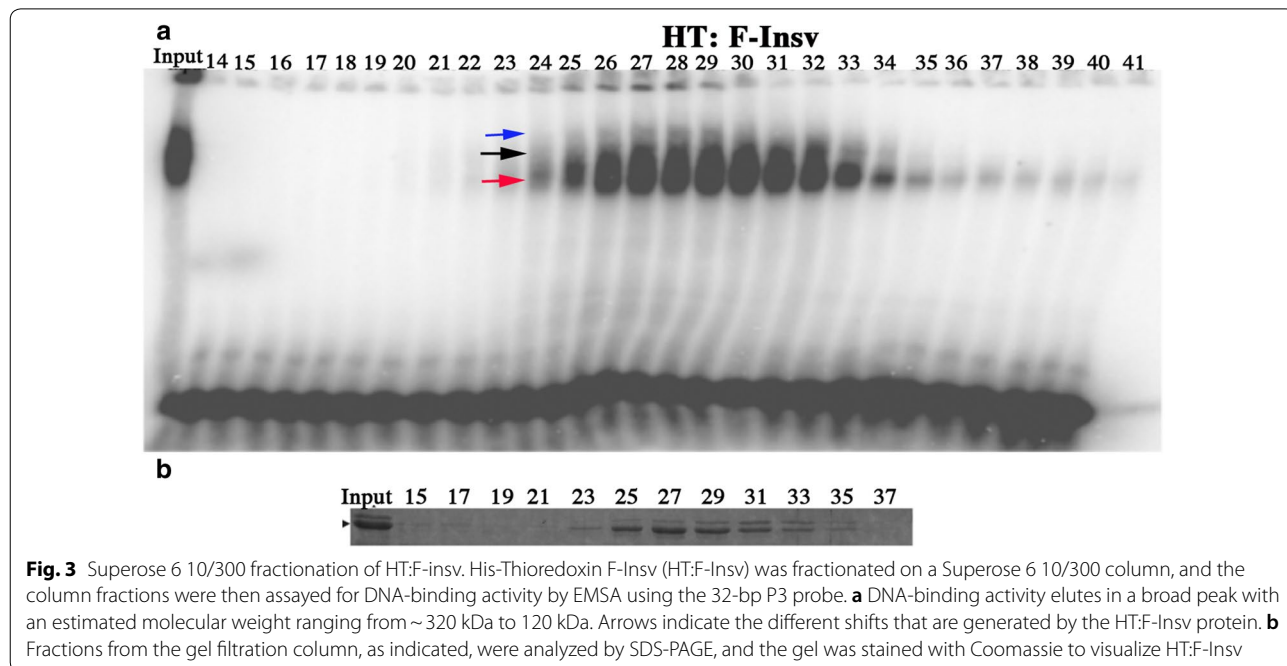 a
HT: F-Insv
Input 14 15 16 17 18 19 20 21 22 23 24 25 26 27 28 29 30 31 32 33 34 35 36 37 38 39 40 41
b
Input 15 17 19 21 23 25 27 29 31 33 35 37
Fig. 3 Superose 6 10/300 fractionation of HT:F-insv. His-Thioredoxin F-Insv (HT:F-Insv) was fractionated on a Superose 6 10/300 column, and the
column fractions were then assayed for DNA-binding activity by EMSA using the 32-bp P3 probe. a DNA-binding activity elutes in a broad peak with
an estimated molecular weight ranging from ~ 320 kDa to 120 kDa. Arrows indicate the different shifts that are generated by the HT:F-Insv protein. b
Fractions from the gel filtration column, as indicated, were analyzed by SDS-PAGE, and the gel was stained with Coomassie to visualize HT:F-Insv